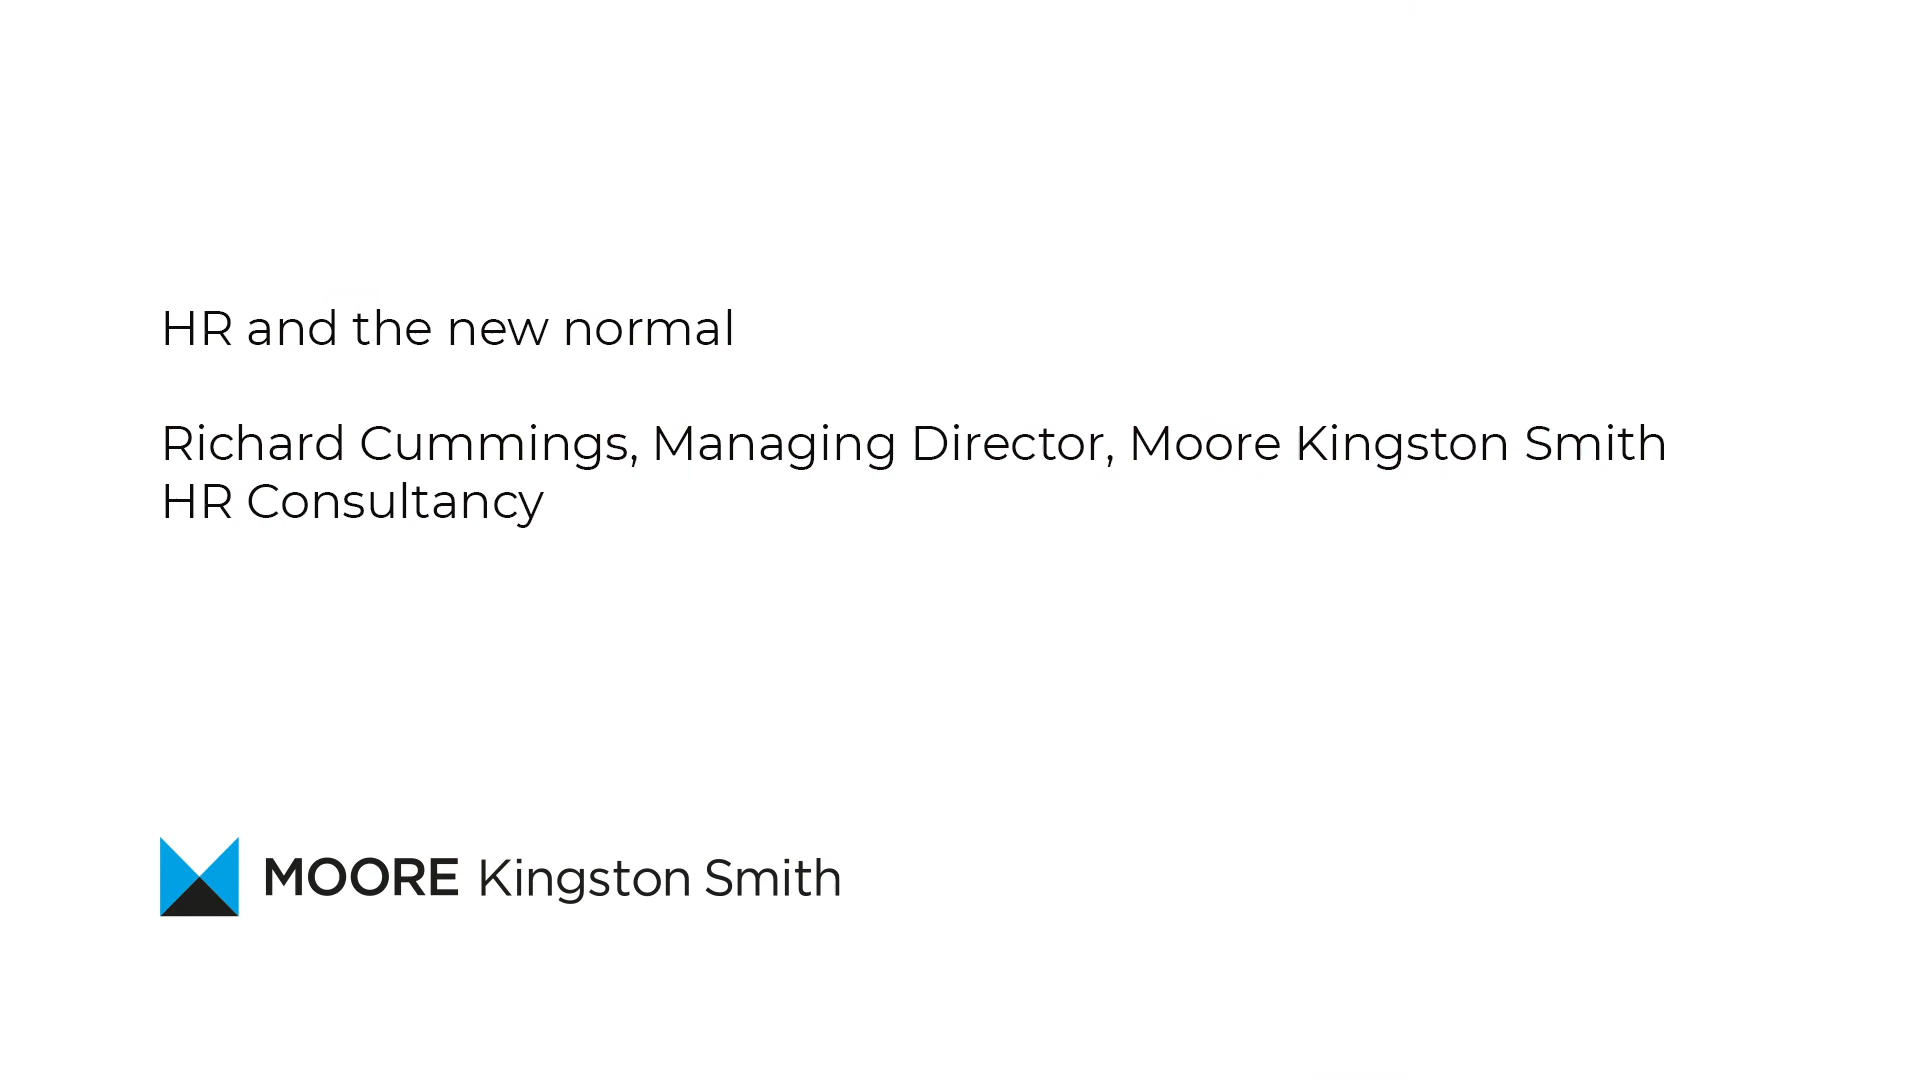 HR and the new normal
Richard Cummings, Managing Director, Moore Kingston Smith
HR Consultancy
MOORE Kingston Smith